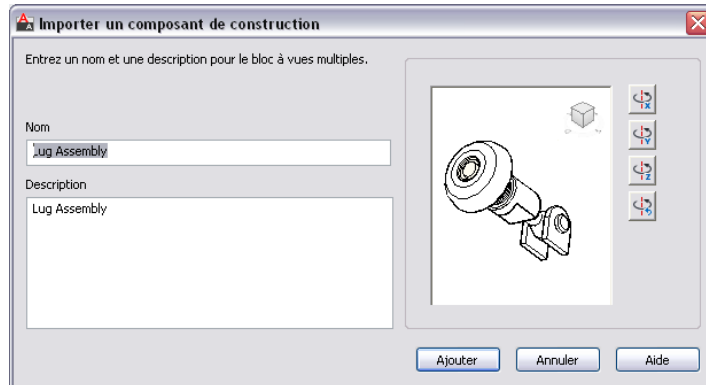 Importer un composant de construction
Entrez un nom et une description pour le bloc à vues multiples.
Nom
Lug Assembly
Description
Lug Assembly
X
Y
Z
Ajouter
Annuler
Aide